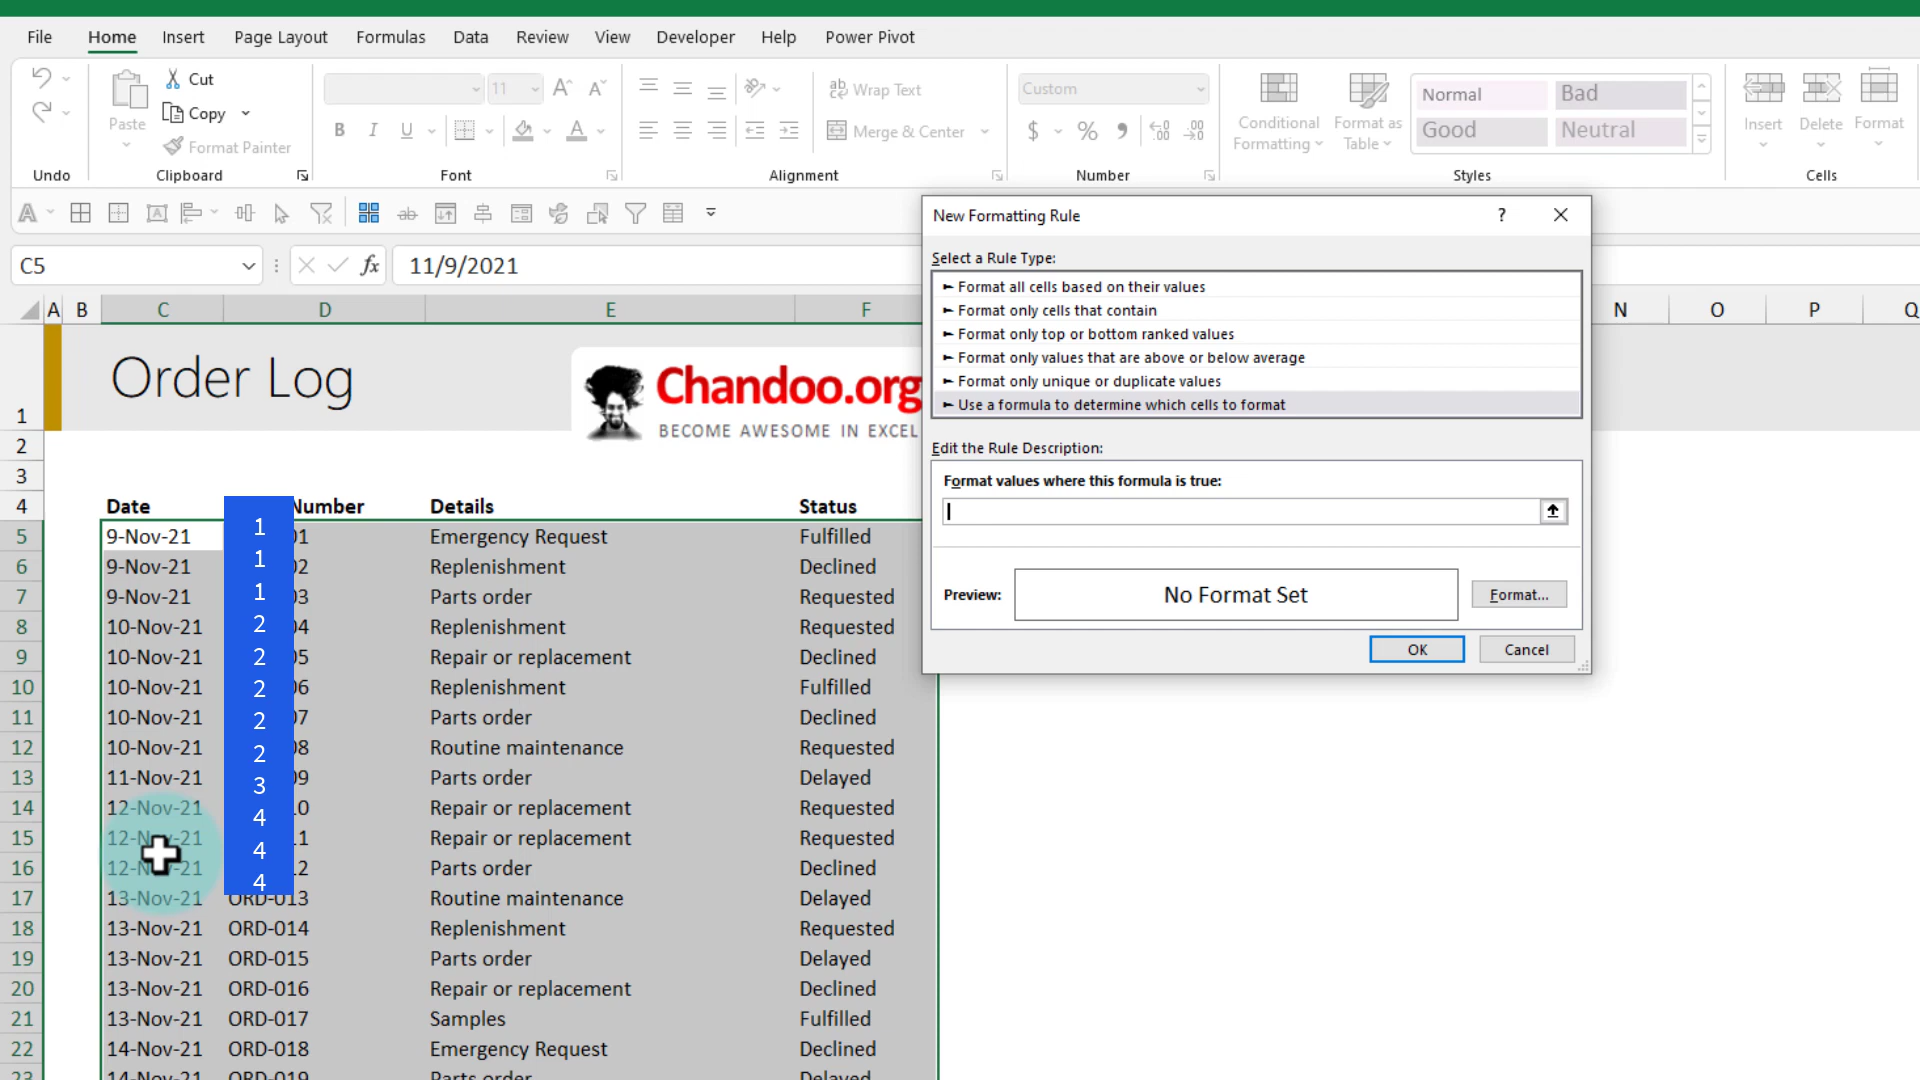 File Home Insert Page Layout Formulas Data Review View Developer Help Power Pivot
Undo
Paste
Cut
Copy
Format Painter
Clipboard
11
B I U
Font
Wrap Text
Merge & Center
Alignment
Custom
$ % 9
Number
Conditional
Formatting
Format as
Table
Normal Bad
Good Neutral
Styles
Insert Delete Format
Cells
C5 fx 11/9/2021
New Formatting Rule ?
Select a Rule Type:
► Format all cells based on their values
► Format only cells that contain
► Format only top or bottom ranked values
► Format only values that are above or below average
► Format only unique or duplicate values
► Use a formula to determine which cells to format
Edit the Rule Description:
Format values where this formula is true:
Preview: No Format Set Format...
OK Cancel
A B C D E F N O P Q
1 Order Log
Chandoo.org
BECOME AWESOME IN EXCEL
2
3
4 Date Number Details Status
5 9-Nov-21 1 01 Emergency Request Fulfilled
6 9-Nov-21 1 02 Replenishment Declined
7 9-Nov-21 1 03 Parts order Requested
8 10-Nov-21 2 04 Replenishment Requested
9 10-Nov-21 2 05 Repair or replacement Declined
10 10-Nov-21 2 06 Replenishment Fulfilled
11 10-Nov-21 2 07 Parts order Declined
12 10-Nov-21 2 08 Routine maintenance Requested
13 11-Nov-21 3 09 Parts order Delayed
14 12-Nov-21 4 10 Repair or replacement Requested
15 12-Nov-21 4 11 Repair or replacement Requested
16 12-Nov-21 4 12 Parts order Declined
17 13-Nov-21 ORD-013 Routine maintenance Delayed
18 13-Nov-21 ORD-014 Replenishment Requested
19 13-Nov-21 ORD-015 Parts order Delayed
20 13-Nov-21 ORD-016 Repair or replacement Declined
21 13-Nov-21 ORD-017 Samples Fulfilled
22 14-Nov-21 ORD-018 Emergency Request Declined
23 14-Nov-21 ORD-019 Parts order Delayed